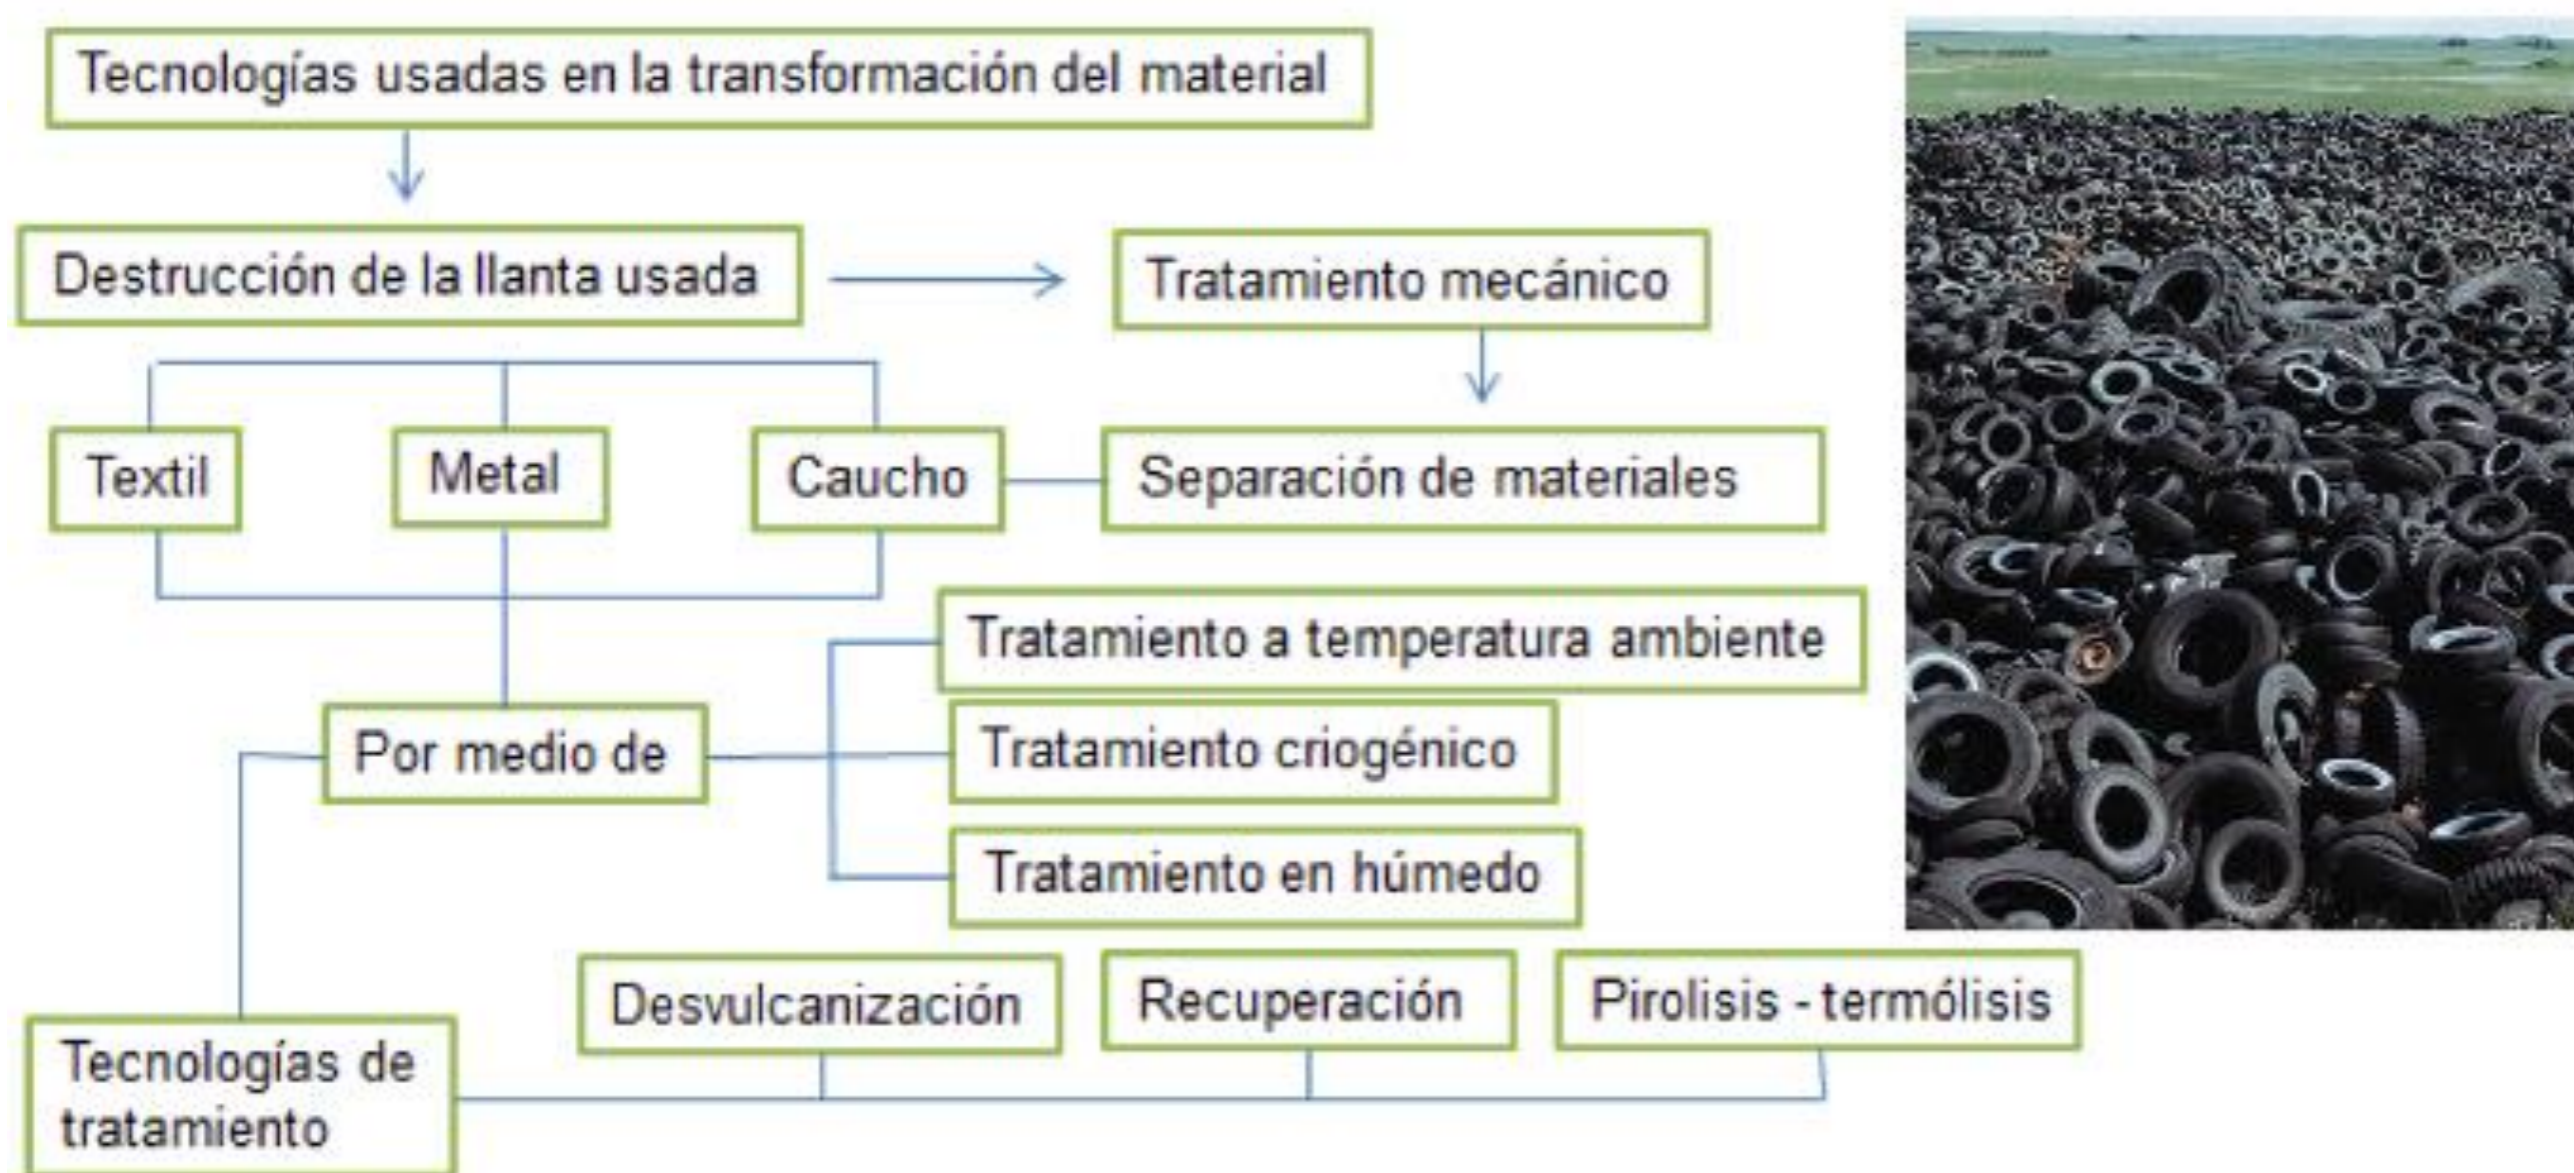 Tecnologías usadas en la transformación del material
Destrucción de la llanta usada
Tratamiento mecánico
Textil
Metal
Caucho
Separación de materiales
Tratamiento a temperatura ambiente
Por medio de
Tratamiento criogénico
Tratamiento en húmedo
Desvulcanización
Recuperación
Pirolisis - termólisis
Tecnologías de
tratamiento